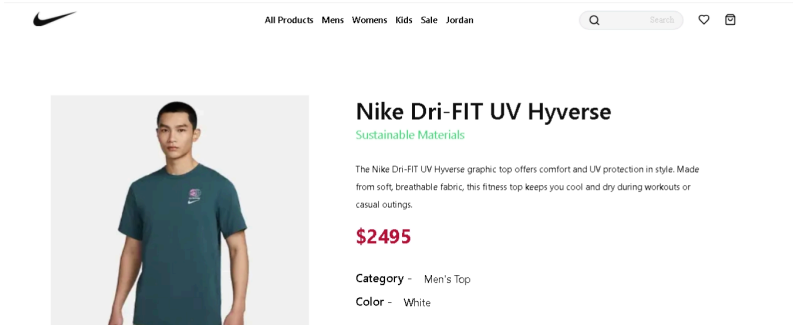 All Products Mens Womens Kids Sale Jordan Search
Nike Dri-FIT UV Hyverse
Sustainable Materials
The Nike Dri-FIT UV Hyverse graphic top offers comfort and UV protection in style. Made
from soft, breathable fabric, this fitness top keeps you cool and dry during workouts or
casual outings.
$2495
Category - Men's Top
Color - White